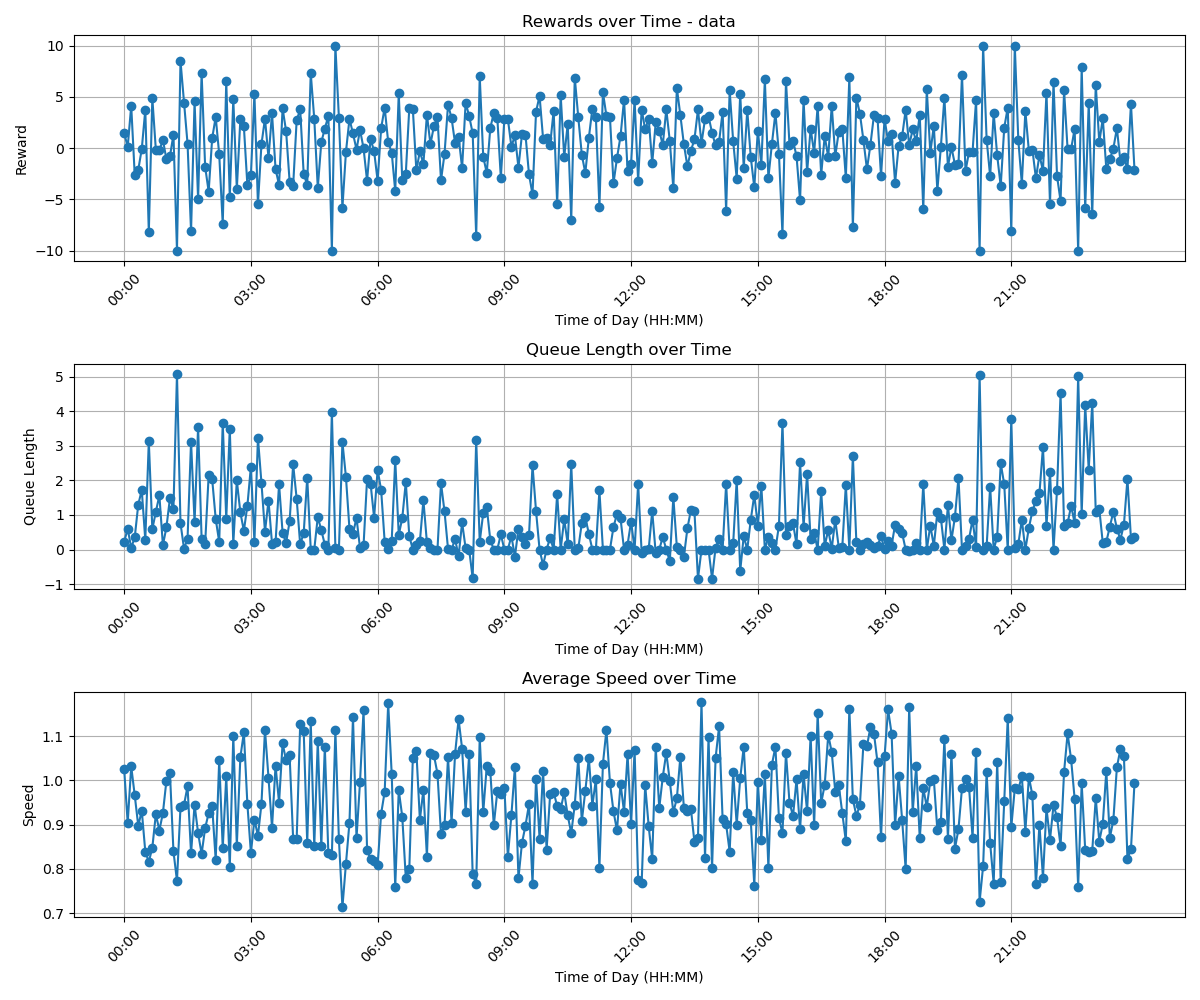 Rewards over Time - data
10
5
0
−5
−10
Reward
00:00 03:00 06:00 09:00 12:00 15:00 18:00 21:00
Time of Day (HH:MM)
Queue Length over Time
5
4
3
2
1
0
−1
Queue Length
00:00 03:00 06:00 09:00 12:00 15:00 18:00 21:00
Time of Day (HH:MM)
Average Speed over Time
1.1
1.0
0.9
0.8
0.7
Speed
00:00 03:00 06:00 09:00 12:00 15:00 18:00 21:00
Time of Day (HH:MM)